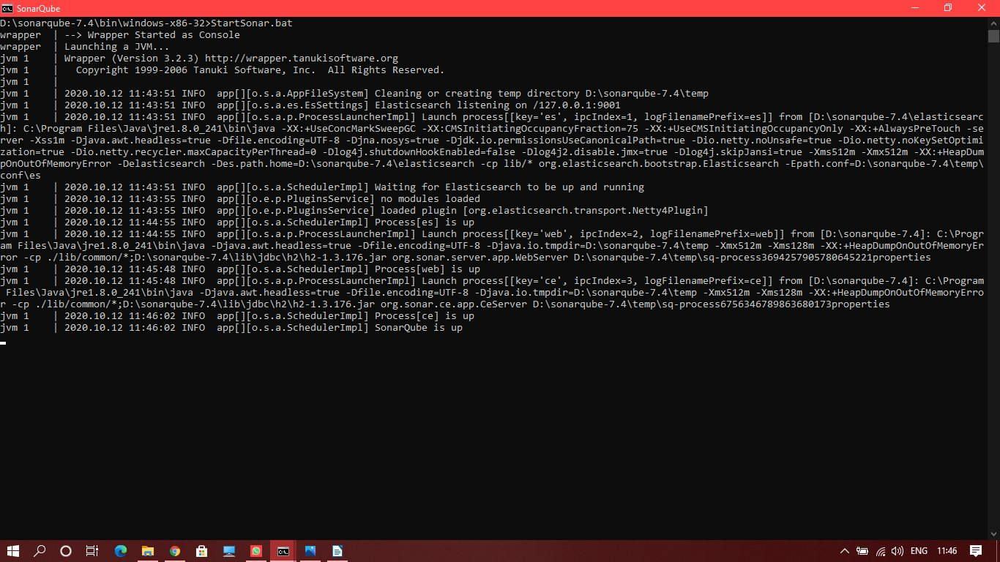 SonarQube
D:\sonarqube-7.4\bin\windows-x86-32>StartSonar.bat
wrapper  | --> Wrapper Started as Console
wrapper  | Launching a JVM...
jvm 1    | Wrapper (Version 3.2.3) http://wrapper.tanukisoftware.org
jvm 1    |   Copyright 1999-2006 Tanuki Software, Inc.  All Rights Reserved.
jvm 1    |
jvm 1    | 2020.10.12 11:43:51 INFO  app[][o.s.a.AppFileSystem] Cleaning or creating temp directory D:\sonarqube-7.4\temp
jvm 1    | 2020.10.12 11:43:51 INFO  app[][o.s.a.es.EsSettings] Elasticsearch listening on /127.0.0.1:9001
jvm 1    | 2020.10.12 11:43:51 INFO  app[][o.s.a.p.ProcessLauncherImpl] Launch process[[key='es', ipcIndex=1, logFilenamePrefix=es]] from [D:\sonarqube-7.4\elasticsearc
h]: C:\Program Files\Java\jre1.8.0_241\bin\java -XX:+UseConcMarkSweepGC -XX:CMSInitiatingOccupancyFraction=75 -XX:+UseCMSInitiatingOccupancyOnly -XX:+AlwaysPreTouch -se
rver -Xss1m -Djava.awt.headless=true -Dfile.encoding=UTF-8 -Djna.nosys=true -Djdk.io.permissionsUseCanonicalPath=true -Dio.netty.noUnsafe=true -Dio.netty.noKeySetOptimi
zation=true -Dio.netty.recycler.maxCapacityPerThread=0 -Dlog4j.shutdownHookEnabled=false -Dlog4j2.disable.jmx=true -Dlog4j.skipJansi=true -Xms512m -Xmx512m -XX:+HeapDum
pOnOutOfMemoryError -Delasticsearch -Des.path.home=D:\sonarqube-7.4\elasticsearch -cp lib/* org.elasticsearch.bootstrap.Elasticsearch -Epath.conf=D:\sonarqube-7.4\temp\
conf\es
jvm 1    | 2020.10.12 11:43:51 INFO  app[][o.s.a.SchedulerImpl] Waiting for Elasticsearch to be up and running
jvm 1    | 2020.10.12 11:43:55 INFO  app[][o.e.p.PluginsService] no modules loaded
jvm 1    | 2020.10.12 11:43:55 INFO  app[][o.e.p.PluginsService] loaded plugin [org.elasticsearch.transport.Netty4Plugin]
jvm 1    | 2020.10.12 11:44:55 INFO  app[][o.s.a.SchedulerImpl] Process[es] is up
jvm 1    | 2020.10.12 11:44:55 INFO  app[][o.s.a.p.ProcessLauncherImpl] Launch process[[key='web', ipcIndex=2, logFilenamePrefix=web]] from [D:\sonarqube-7.4]: C:\Progr
am Files\Java\jre1.8.0_241\bin\java -Djava.awt.headless=true -Dfile.encoding=UTF-8 -Djava.io.tmpdir=D:\sonarqube-7.4\temp -Xmx512m -Xms128m -XX:+HeapDumpOnOutOfMemoryEr
ror -cp ./lib/common/*;D:\sonarqube-7.4\lib\jdbc\h2\h2-1.3.176.jar org.sonar.server.app.WebServer D:\sonarqube-7.4\temp\sq-process3694257905780645221properties
jvm 1    | 2020.10.12 11:45:48 INFO  app[][o.s.a.SchedulerImpl] Process[web] is up
jvm 1    | 2020.10.12 11:45:48 INFO  app[][o.s.a.p.ProcessLauncherImpl] Launch process[[key='ce', ipcIndex=3, logFilenamePrefix=ce]] from [D:\sonarqube-7.4]: C:\Program
 Files\Java\jre1.8.0_241\bin\java -Djava.awt.headless=true -Dfile.encoding=UTF-8 -Djava.io.tmpdir=D:\sonarqube-7.4\temp -Xmx512m -Xms128m -XX:+HeapDumpOnOutOfMemoryErro
r -cp ./lib/common/*;D:\sonarqube-7.4\lib\jdbc\h2\h2-1.3.176.jar org.sonar.ce.app.CeServer D:\sonarqube-7.4\temp\sq-process6756346789863680173properties
jvm 1    | 2020.10.12 11:46:02 INFO  app[][o.s.a.SchedulerImpl] Process[ce] is up
jvm 1    | 2020.10.12 11:46:02 INFO  app[][o.s.a.SchedulerImpl] SonarQube is up
ENG 11:46